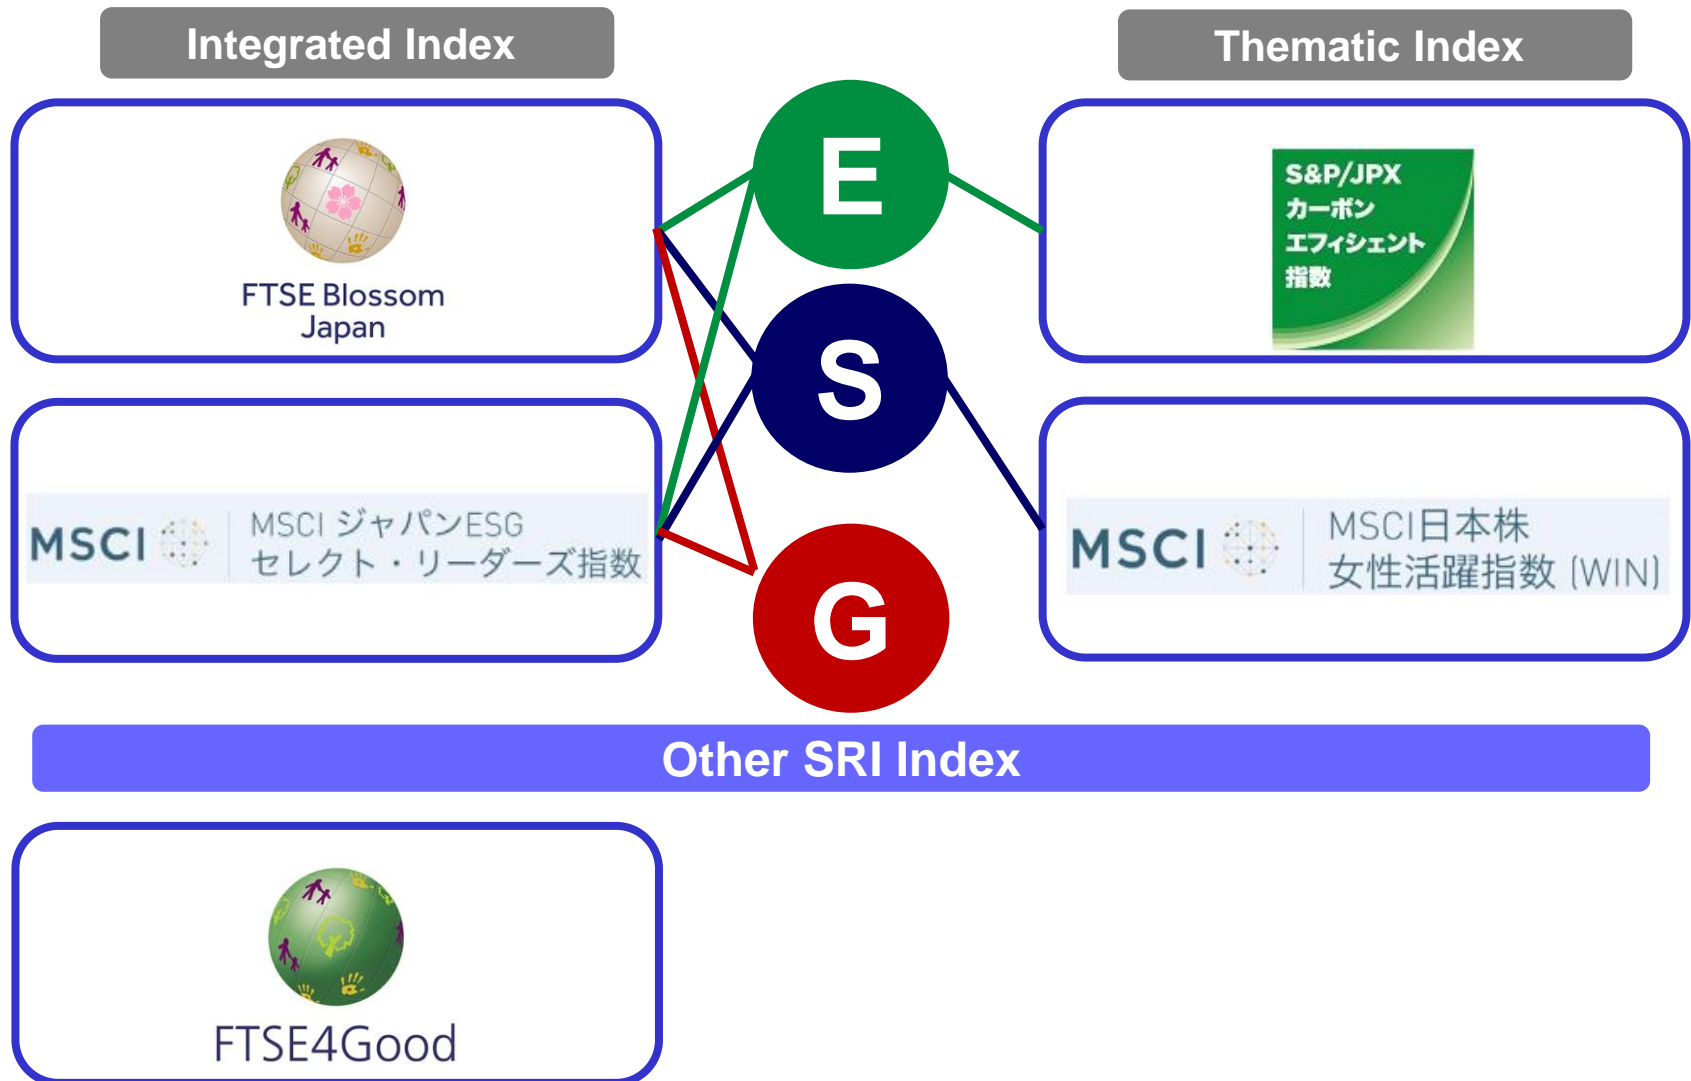 Integrated Index
Thematic Index
FTSE Blossom
Japan
E
S&P/JPX
カーボン
エフィシェント
指数
S
MSCI
MSCI ジャパンESG
セレクト・リーダーズ指数
MSCI
MSCI日本株
女性活躍指数 (WIN)
G
Other SRI Index
FTSE4Good